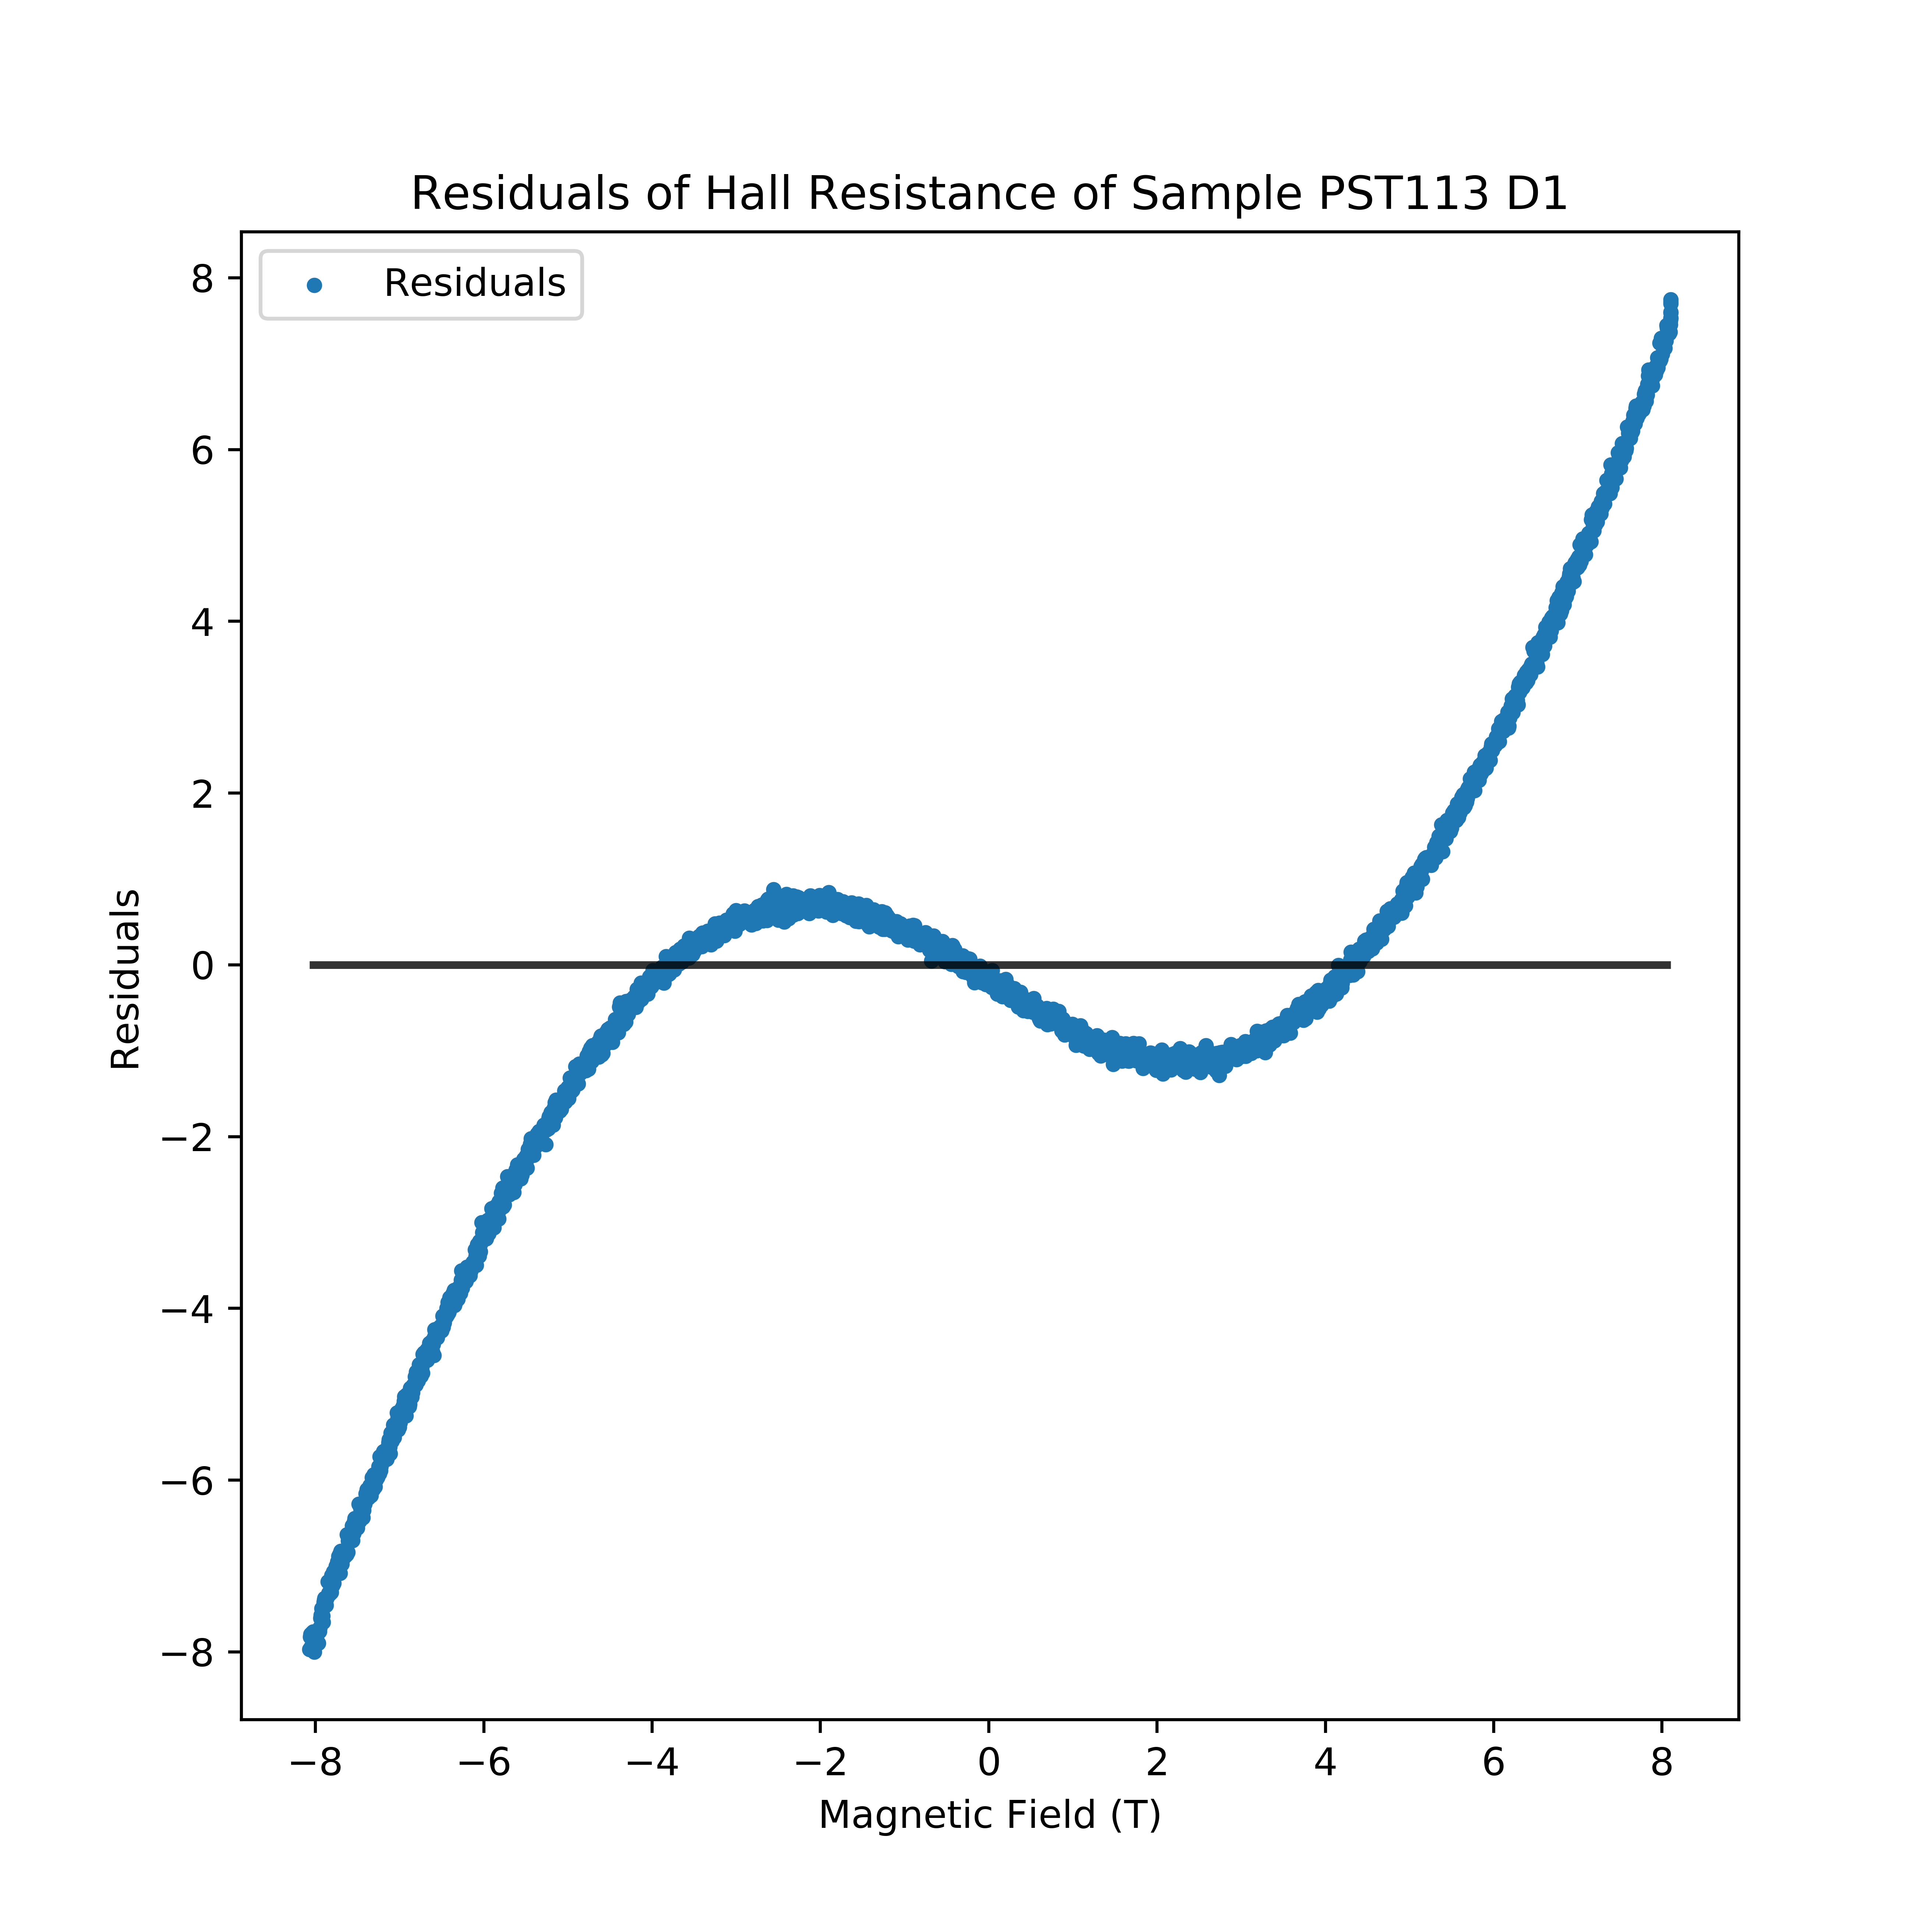 Residuals of Hall Resistance of Sample PST113 D1
Residuals
8
6
4
2
0
−2
−4
−6
−8
Residuals
−8 −6 −4 −2 0 2 4 6 8
Magnetic Field (T)